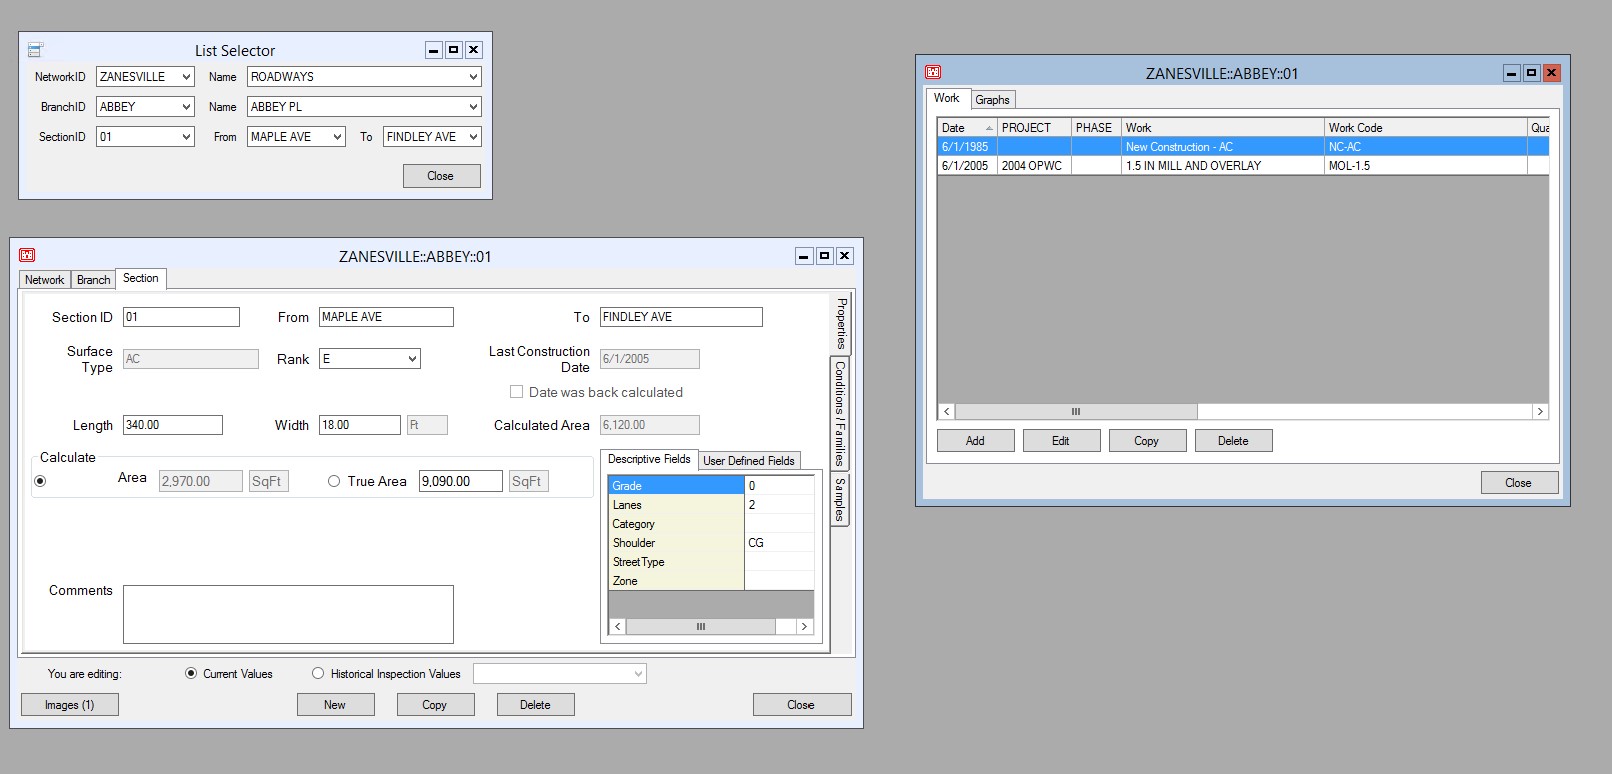 List Selector
NetworkID ZANESVILLE Name ROADWAYS
BranchID ABBEY Name ABBEY PL
SectionID 01 From MAPLE AVE To FINDLEY AVE
Close
ZANESVILLE::ABBEY::01
Network Branch Section
Section ID 01 From MAPLE AVE To FINDLEY AVE
Surface Type AC Rank E Last Construction Date 6/1/2005
Date was back calculated
Length 340.00 Width 18.00 Ft Calculated Area 6,120.00
Calculate
Area 2,970.00 SqFt True Area 9,090.00 SqFt
Descriptive Fields User Defined Fields
Grade 0
Lanes 2
Category
Shoulder CG
StreetType
Zone
Comments
Properties
Conditions / Families
Samples
You are editing: Current Values Historical Inspection Values
Images (1) New Copy Delete Close
ZANESVILLE::ABBEY::01
Work Graphs
Date PROJECT PHASE Work Work Code Qua
6/1/1985 New Construction - AC NC-AC
6/1/2005 2004 OPWC 1.5 IN MILL AND OVERLAY MOL-1.5
Add Edit Copy Delete
Close